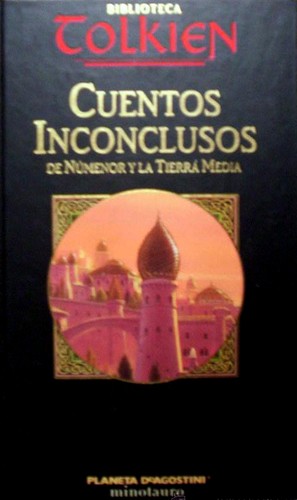 BIBLIOTECA
TOLKIEN
CUENTOS
INCONCLUSOS
DE NÚMENOR Y LA TIERRA MEDIA
PLANETA DEAGOSTINI
minotauro